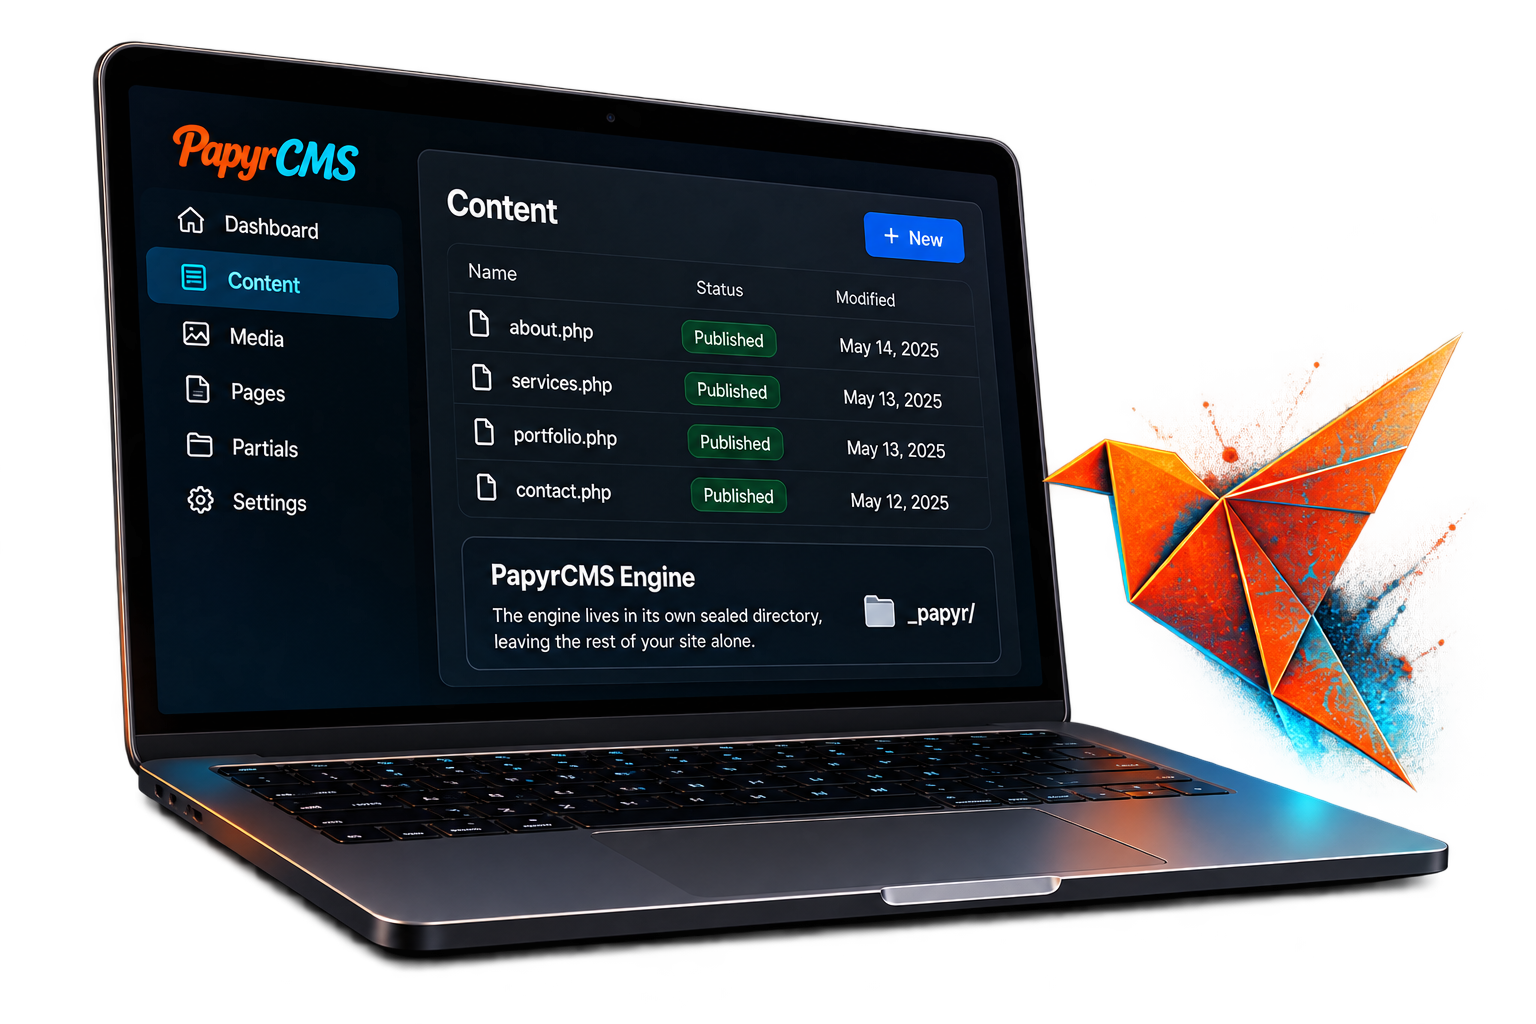 PapyrCMS
Dashboard
Content
Media
Pages
Partials
Settings
Content
+ New
Name Status Modified
about.php Published May 14, 2025
services.php Published May 13, 2025
portfolio.php Published May 13, 2025
contact.php Published May 12, 2025
PapyrCMS Engine
The engine lives in its own sealed directory,
leaving the rest of your site alone.
_papyr/